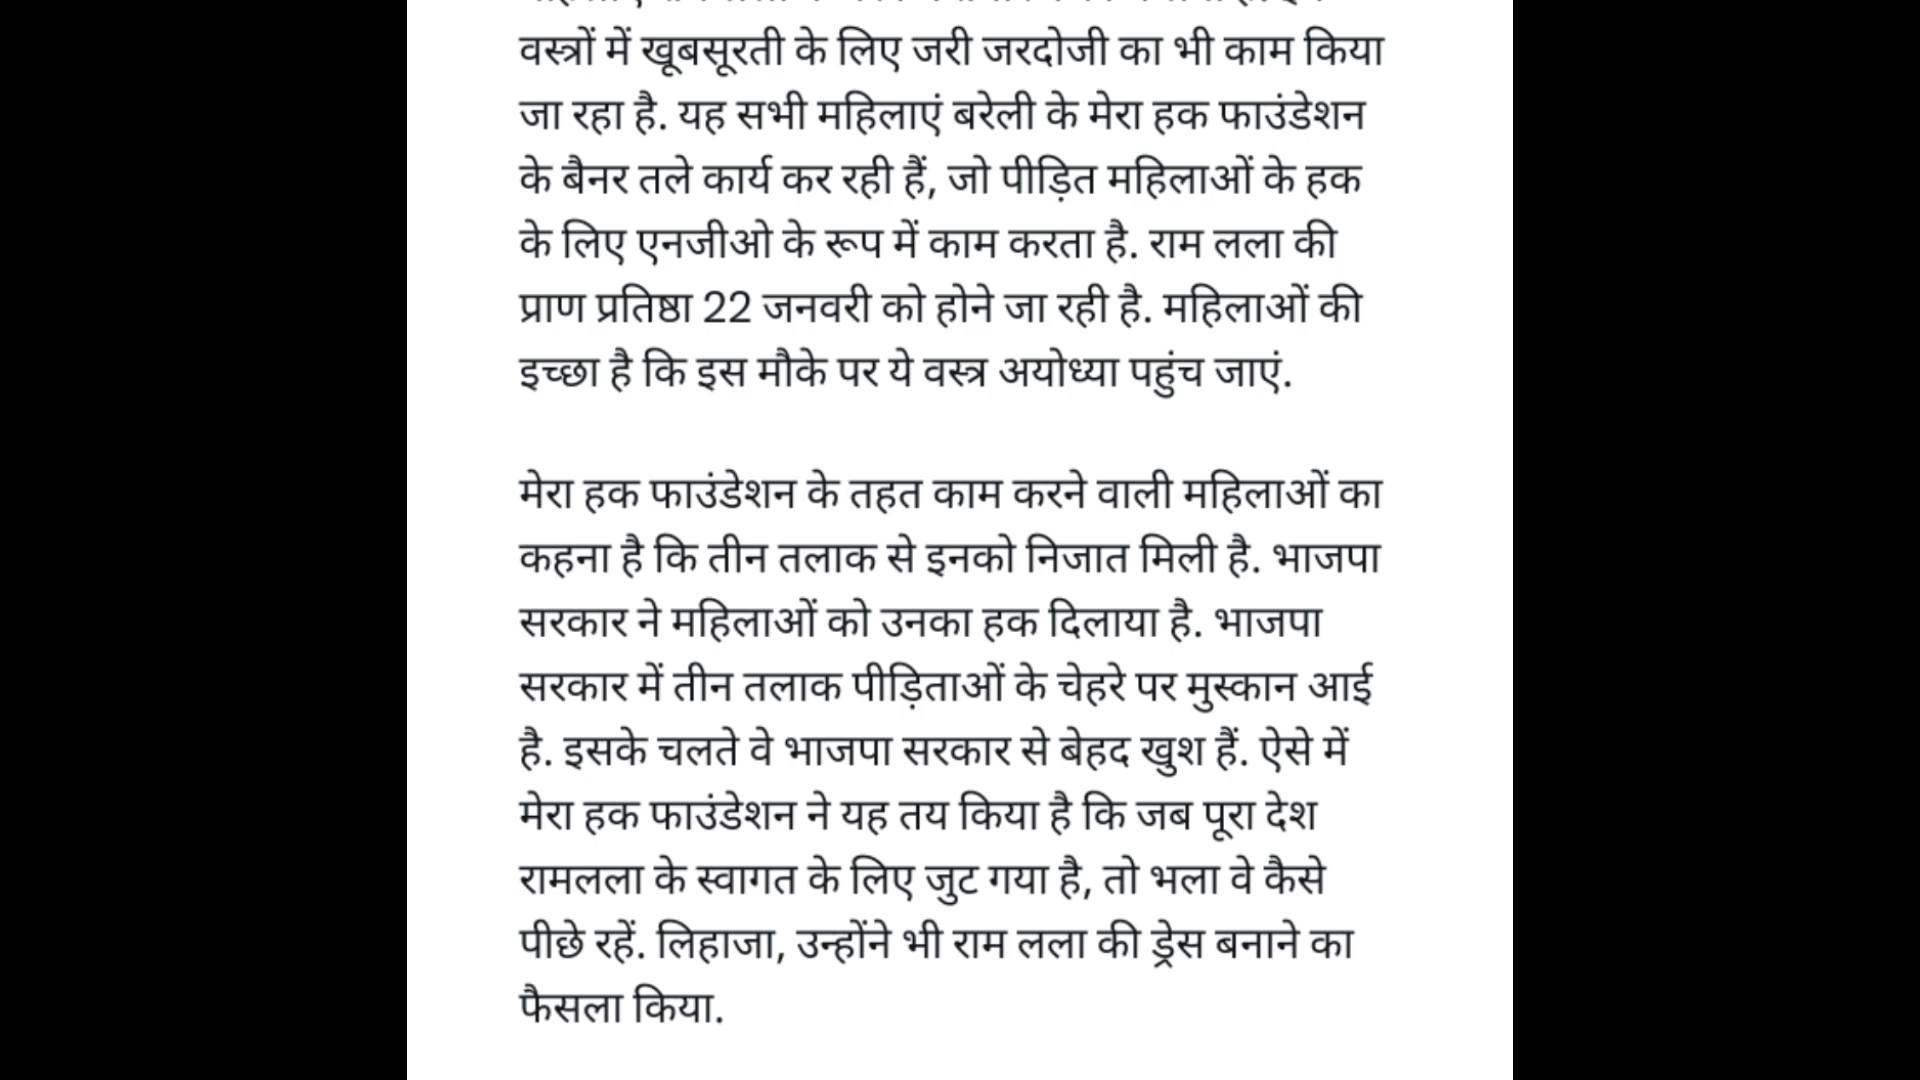 वस्त्रों में खूबसूरती के लिए जरी जरदोजी का भी काम किया
जा रहा है. यह सभी महिलाएं बरेली के मेरा हक फाउंडेशन
के बैनर तले कार्य कर रही हैं, जो पीड़ित महिलाओं के हक
के लिए एनजीओ के रूप में काम करता है. राम लला की
प्राण प्रतिष्ठा 22 जनवरी को होने जा रही है. महिलाओं की
इच्छा है कि इस मौके पर ये वस्त्र अयोध्या पहुंच जाएं.
मेरा हक फाउंडेशन के तहत काम करने वाली महिलाओं का
कहना है कि तीन तलाक से इनको निजात मिली है. भाजपा
सरकार ने महिलाओं को उनका हक दिलाया है. भाजपा
सरकार में तीन तलाक पीड़िताओं के चेहरे पर मुस्कान आई
है. इसके चलते वे भाजपा सरकार से बेहद खुश हैं. ऐसे में
मेरा हक फाउंडेशन ने यह तय किया है कि जब पूरा देश
रामलला के स्वागत के लिए जुट गया है, तो भला वे कैसे
पीछे रहें. लिहाजा, उन्होंने भी राम लला की ड्रेस बनाने का
फैसला किया.